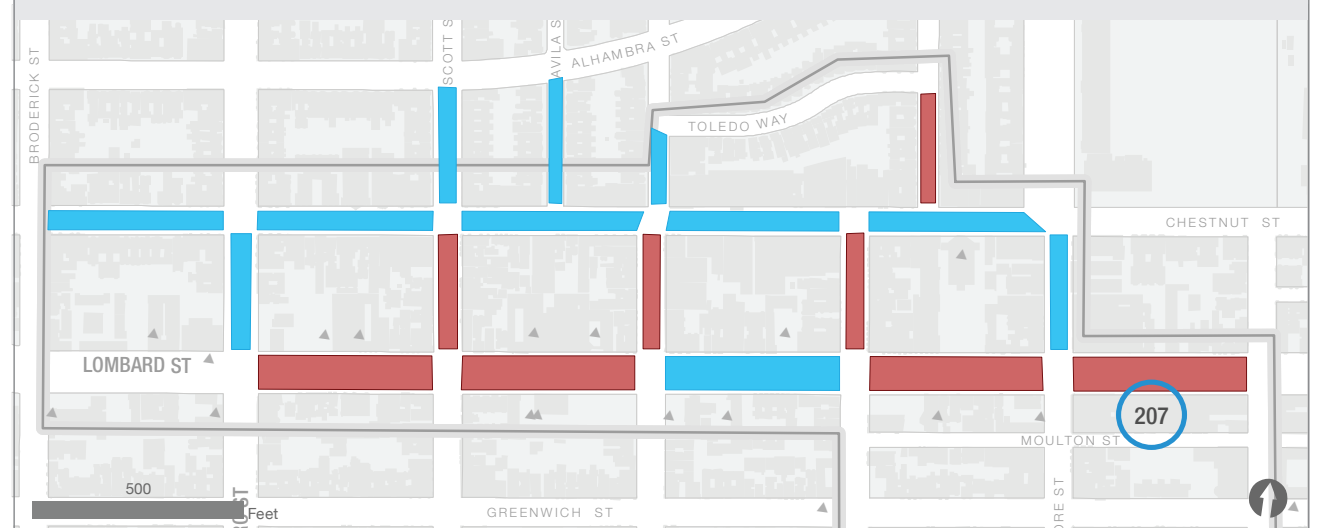 BRODERICK ST
SCOTT S
AVILA S
ALHAMBRA ST
TOLEDO WAY
CHESTNUT ST
LOMBARD ST
207
MOULTON ST
500
Feet
GREENWICH ST
ORE ST